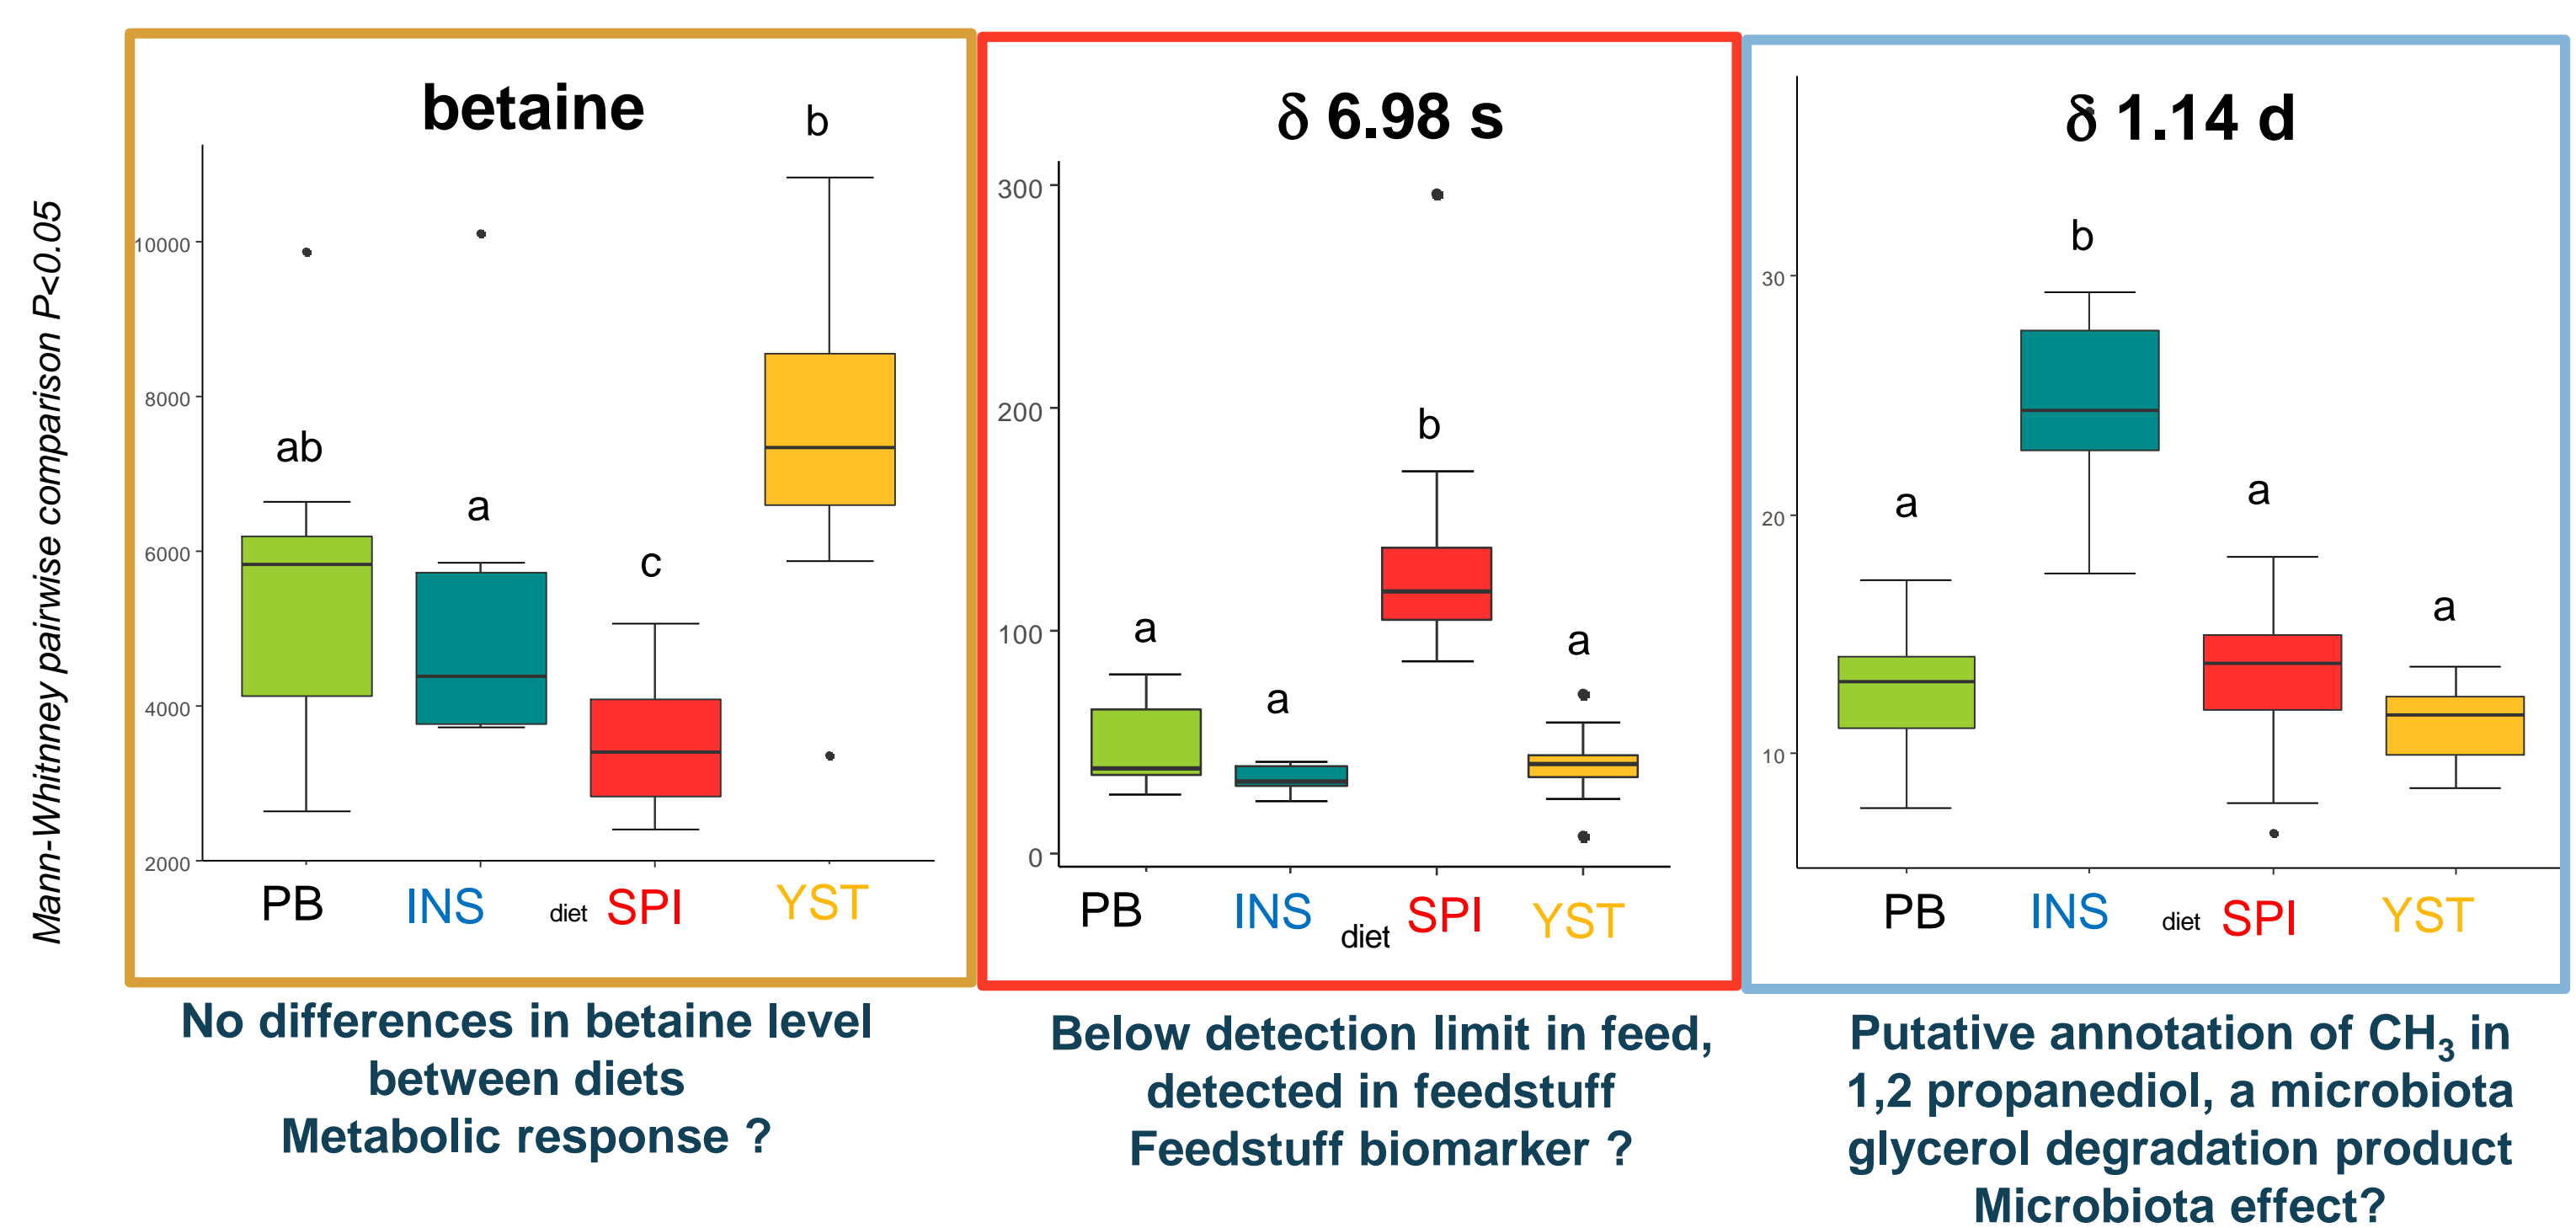 Mann-Whitnney pairwise comparison P<0.05
betaine
10000
8000
6000
4000
2000
ab
a
c
b
PB
INS
diet
SPI
YST
No differences in betaine level
between diets
Metabolic response ?
δ 6.98 s
300
200
100
0
a
a
b
a
PB
INS
diet
SPI
YST
Below detection limit in feed,
detected in feedstuff
Feedstuff biomarker ?
δ 1.14 d
30
20
10
a
b
a
a
PB
INS
diet
SPI
YST
Putative annotation of CH₃ in
1,2 propanediol, a microbiota
glycerol degradation product
Microbiota effect?